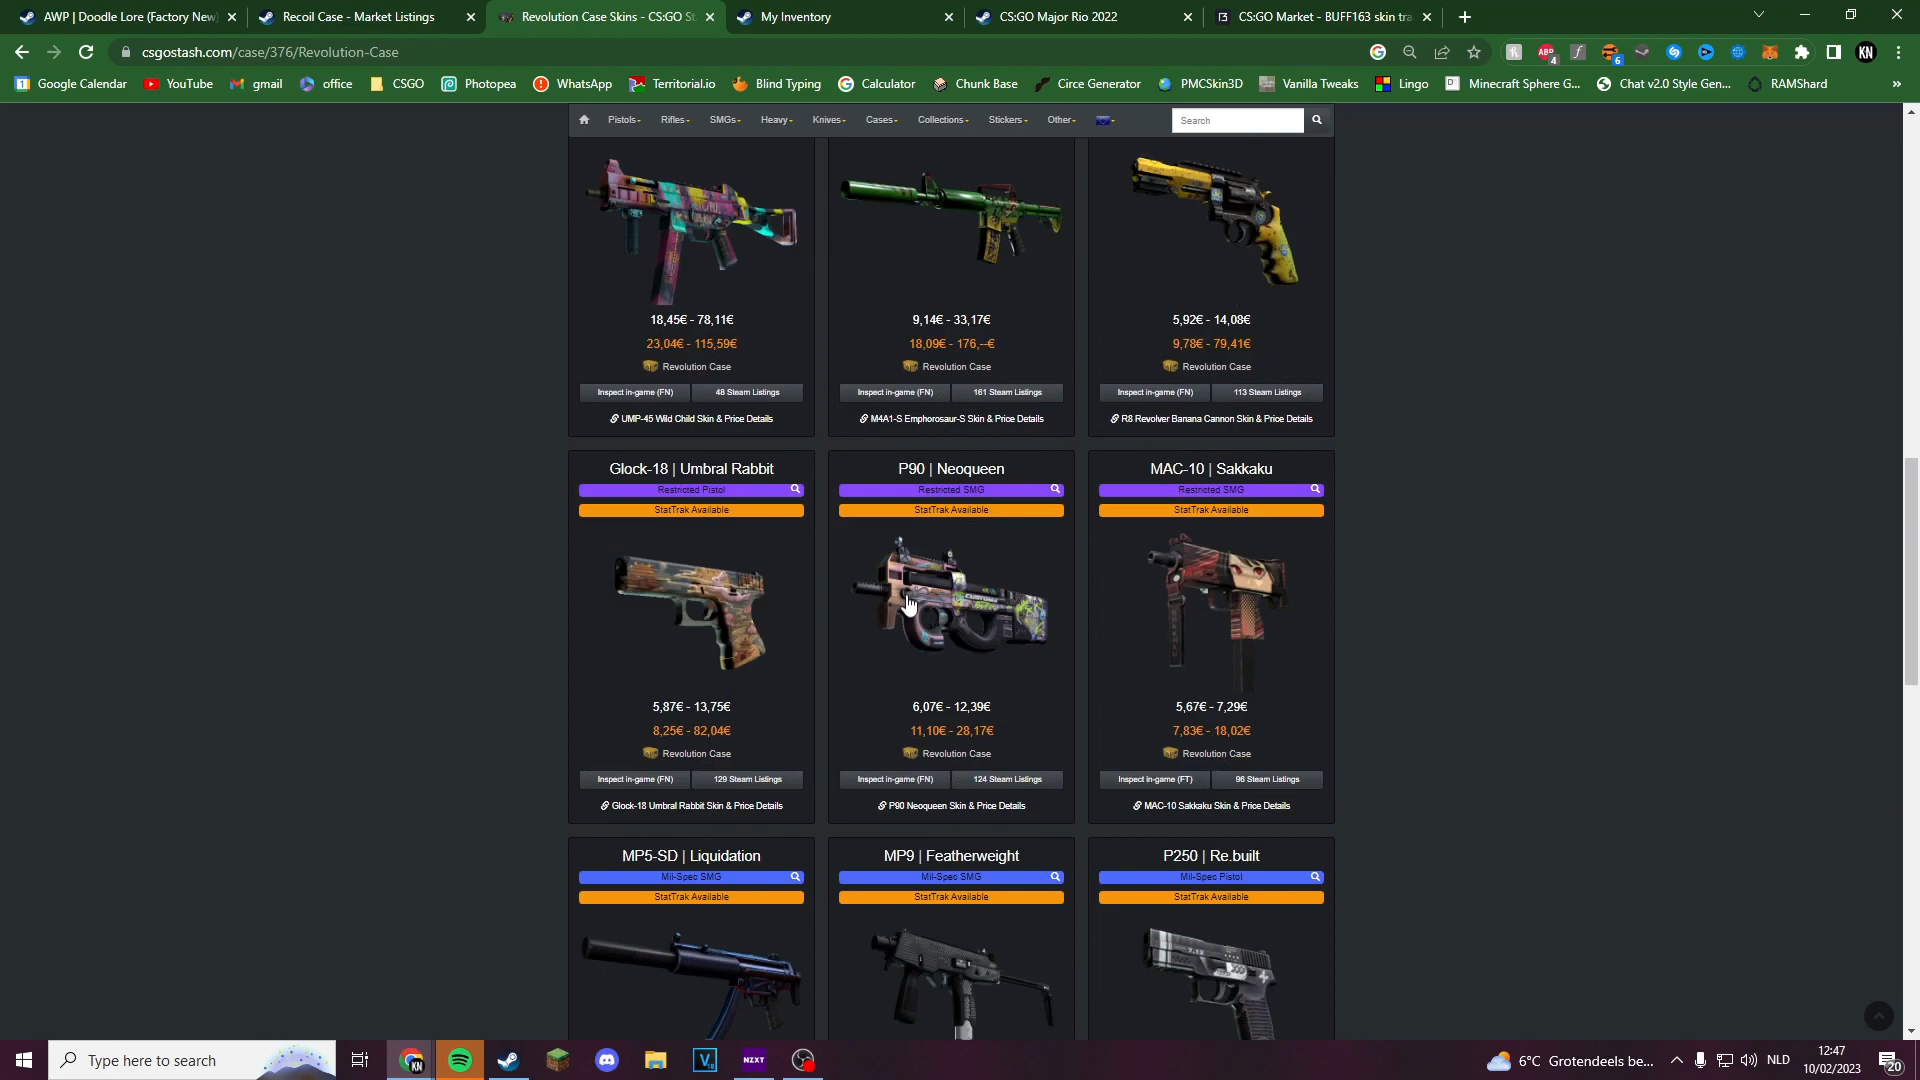 AWP | Doodle Lore (Factory New)
Recoil Case - Market Listings
Revolution Case Skins - CS:GO St
My Inventory
CS:GO Major Rio 2022
CS:GO Market - BUFF163 skin tra
csgostash.com/case/376/Revolution-Case
Google Calendar YouTube gmail office CSGO Photopea WhatsApp Territorial.io Blind Typing Calculator Chunk Base Circe Generator PMCSkin3D Vanilla Tweaks Lingo Minecraft Sphere G... Chat v2.0 Style Gen... RAMShard
Pistols Rifles SMGs Heavy Knives Cases Collections Stickers Other Search
18,45€ - 78,11€ 9,14€ - 33,17€ 5,92€ - 14,08€
23,04€ - 115,59€ 18,09€ - 176,--€ 9,78€ - 79,41€
Revolution Case Revolution Case Revolution Case
Inspect in-game (FN) 48 Steam Listings Inspect in-game (FN) 161 Steam Listings Inspect in-game (FN) 113 Steam Listings
UMP-45 Wild Child Skin & Price Details M4A1-S Emphorosaur-S Skin & Price Details R8 Revolver Banana Cannon Skin & Price Details
Glock-18 | Umbral Rabbit P90 | Neoqueen MAC-10 | Sakkaku
Restricted Pistol Restricted SMG Restricted SMG
StatTrak Available StatTrak Available StatTrak Available
5,87€ - 13,75€ 6,07€ - 12,39€ 5,67€ - 7,29€
8,25€ - 82,04€ 11,10€ - 28,17€ 7,83€ - 18,02€
Revolution Case Revolution Case Revolution Case
Inspect in-game (FN) 129 Steam Listings Inspect in-game (FN) 124 Steam Listings Inspect in-game (FT) 96 Steam Listings
Glock-18 Umbral Rabbit Skin & Price Details P90 Neoqueen Skin & Price Details MAC-10 Sakkaku Skin & Price Details
MP5-SD | Liquidation MP9 | Featherweight P250 | Re.built
Mil-Spec SMG Mil-Spec SMG Mil-Spec Pistol
StatTrak Available StatTrak Available StatTrak Available
Type here to search
NZXT
6°C Grotendeels be...
NLD
12:47
10/02/2023
20